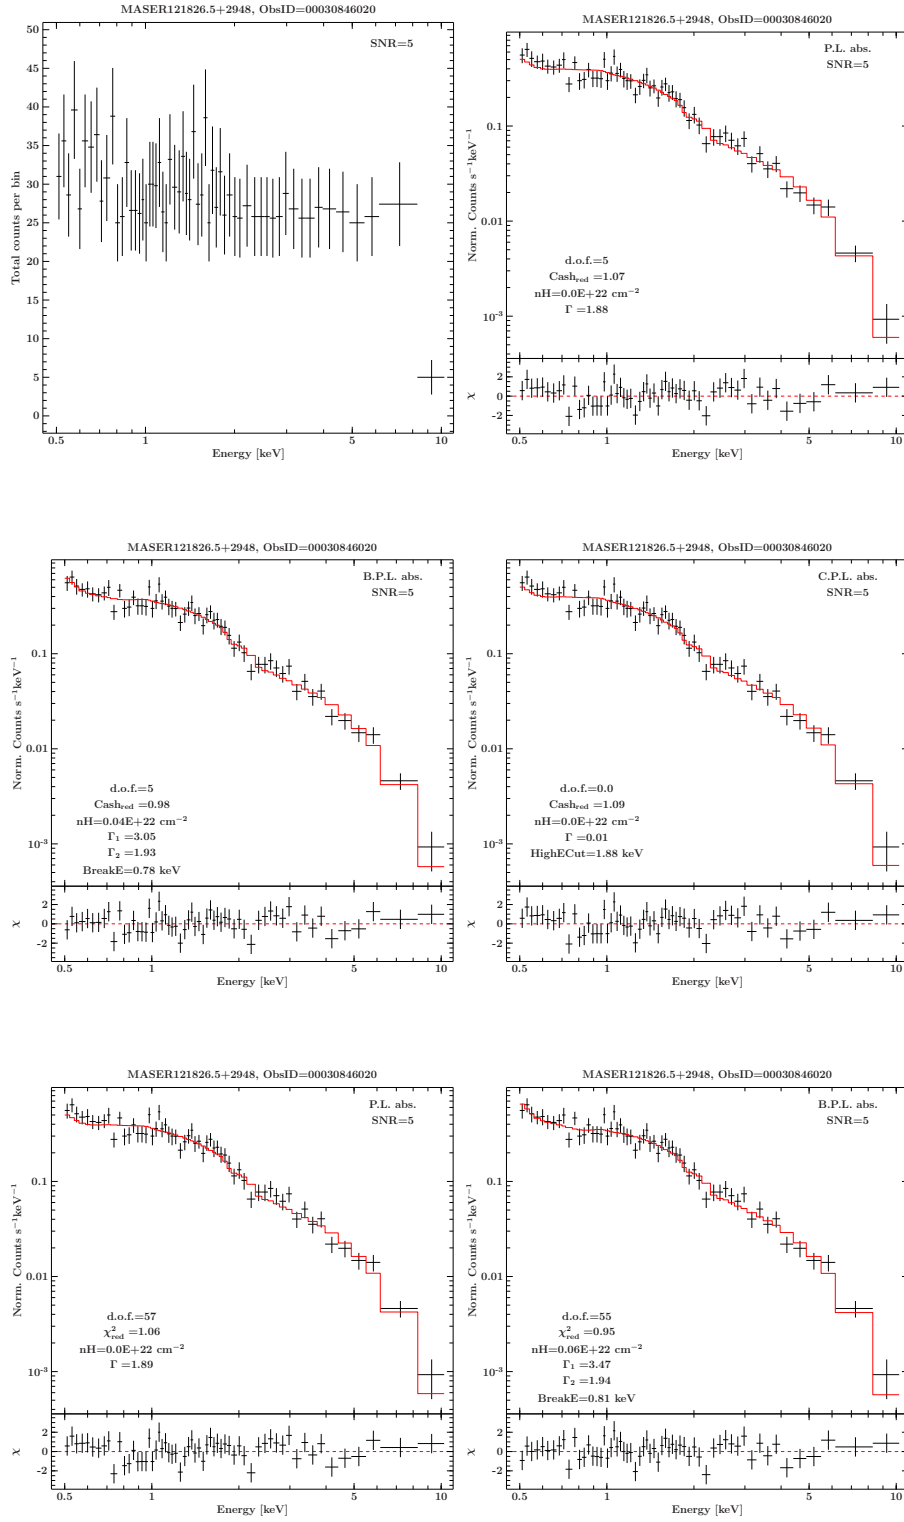 MASER121826.5+2948, ObsID=00030846020
SNR=5
Total counts per bin
50
45
40
35
30
25
20
15
10
5
0
0.5 1 5 10
Energy [keV]
MASER121826.5+2948, ObsID=00030846020
P.L. abs.
SNR=5
Norm. Counts s⁻¹keV⁻¹
0.1
0.01
10⁻³
d.o.f.=5
Cash_red =1.07
nH=0.0E+22 cm⁻²
Γ =1.88
χ
2
0
-2
0.5 1 5 10
Energy [keV]
MASER121826.5+2948, ObsID=00030846020
B.P.L. abs.
SNR=5
Norm. Counts s⁻¹keV⁻¹
0.1
0.01
10⁻³
d.o.f.=5
Cash_red =0.98
nH=0.04E+22 cm⁻²
Γ₁ =3.05
Γ₂ =1.93
BreakE=0.78 keV
χ
2
0
-2
0.5 1 5 10
Energy [keV]
MASER121826.5+2948, ObsID=00030846020
C.P.L. abs.
SNR=5
Norm. Counts s⁻¹keV⁻¹
0.1
0.01
10⁻³
d.o.f.=0.0
Cash_red =1.09
nH=0.0E+22 cm⁻²
Γ =0.01
HighECut=1.88 keV
χ
2
0
-2
0.5 1 5 10
Energy [keV]
MASER121826.5+2948, ObsID=00030846020
P.L. abs.
SNR=5
Norm. Counts s⁻¹keV⁻¹
0.1
0.01
10⁻³
d.o.f.=57
χ²_red =1.06
nH=0.0E+22 cm⁻²
Γ =1.89
χ
2
0
-2
0.5 1 5 10
Energy [keV]
MASER121826.5+2948, ObsID=00030846020
B.P.L. abs.
SNR=5
Norm. Counts s⁻¹keV⁻¹
0.1
0.01
10⁻³
d.o.f.=55
χ²_red =0.95
nH=0.06E+22 cm⁻²
Γ₁ =3.47
Γ₂ =1.94
BreakE=0.81 keV
χ
2
0
-2
0.5 1 5 10
Energy [keV]